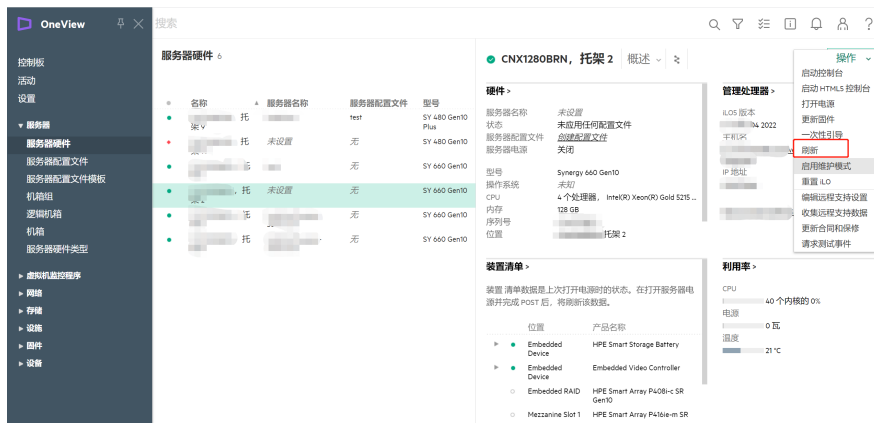 OneView
搜索
控制板
活动
设置
服务器
服务器硬件
服务器配置文件
服务器配置文件模板
机箱组
逻辑机箱
机箱
服务器硬件类型
虚拟机监控程序
网络
存储
设施
固件
设备
服务器硬件 6
名称 服务器名称 服务器配置文件 型号
托 test SY 480 Gen10 Plus
托 未设置 无 SY 480 Gen10
无 SY 660 Gen10
, 托 未设置 无 SY 660 Gen10
托 无 SY 660 Gen10
托 无 SY 660 Gen10
CNX1280BRN，托架 2 概述
操作
硬件 >
服务器名称 未设置
状态 未应用任何配置文件
服务器配置文件 创建配置文件
服务器电源 关闭
型号 Synergy 660 Gen10
操作系统 未知
CPU 4 个处理器， Intel(R) Xeon(R) Gold 5215 ...
内存 128 GB
序列号
位置 托架 2
管理处理器 >
iLO5 版本
04 2022
主机名
IP 地址
启动控制台
启动 HTML5 控制台
打开电源
更新固件
一次性引导
刷新
启用维护模式
重置 iLO
编辑远程支持设置
收集远程支持数据
更新合同和保修
请求测试事件
装置清单 >
装置 清单数据是上次打开电源时的状态。在打开服务器电
源并完成 POST 后，将刷新该数据。
位置 产品名称
Embedded Device HPE Smart Storage Battery
Embedded Device Embedded Video Controller
Embedded RAID HPE Smart Array P408i-c SR Gen10
Mezzanine Slot 1 HPE Smart Array P416ie-m SR
利用率 >
CPU
40 个内核的 0%
电源
0 瓦
温度
21 °C